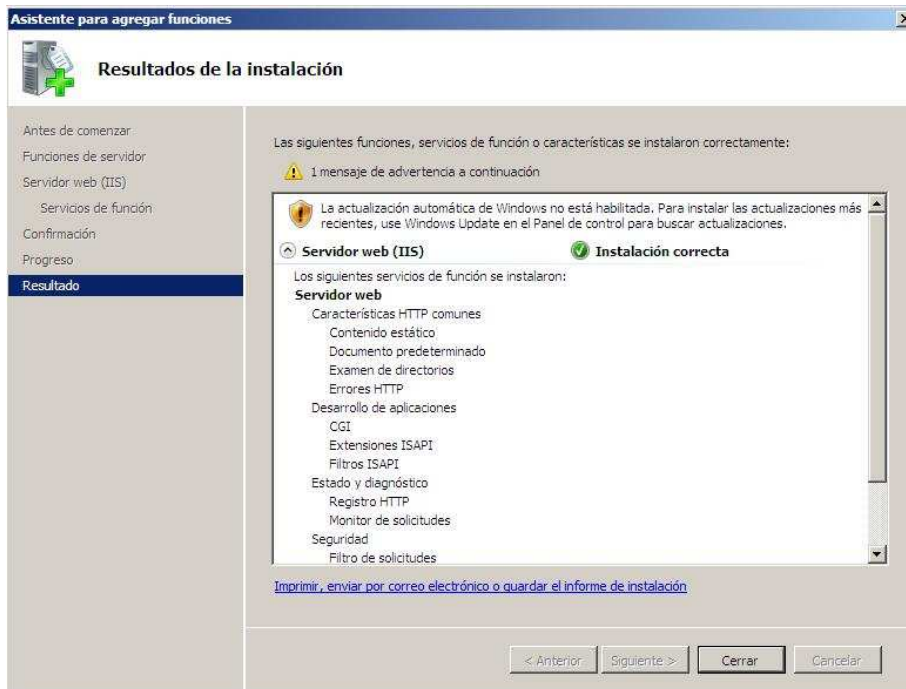 Asistente para agregar funciones
Resultados de la instalación
Antes de comenzar
Funciones de servidor
Servidor web (IIS)
Servicios de función
Confirmación
Progreso
Resultado
Las siguientes funciones, servicios de función o características se instalaron correctamente:
1 mensaje de advertencia a continuación
La actualización automática de Windows no está habilitada. Para instalar las actualizaciones más
recientes, use Windows Update en el Panel de control para buscar actualizaciones.
Servidor web (IIS) Instalación correcta
Los siguientes servicios de función se instalaron:
Servidor web
Características HTTP comunes
Contenido estático
Documento predeterminado
Examen de directorios
Errores HTTP
Desarrollo de aplicaciones
CGI
Extensiones ISAPI
Filtros ISAPI
Estado y diagnóstico
Registro HTTP
Monitor de solicitudes
Seguridad
Filtro de solicitudes
Imprimir, enviar por correo electrónico o guardar el informe de instalación
< Anterior Siguiente > Cerrar Cancelar